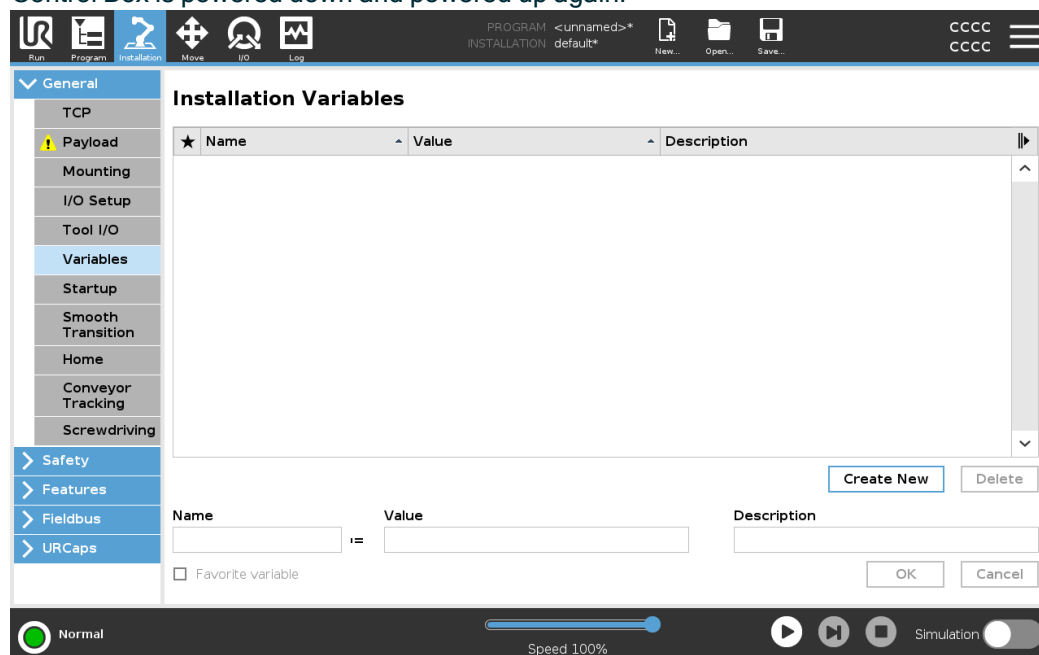 Control Box is powered down and powered up again.
PROGRAM <unnamed>*
INSTALLATION default*
CCCC
CCCC
UR
Run Program Installation Move I/O Log New... Open... Save...
General
TCP
Payload
Mounting
I/O Setup
Tool I/O
Variables
Startup
Smooth
Transition
Home
Conveyor
Tracking
Screwdriving
Safety
Features
Fieldbus
URCaps
Installation Variables
★ Name Value Description
Create New Delete
Name Value Description
:=
Favorite variable
OK Cancel
Normal
Speed 100%
Simulation